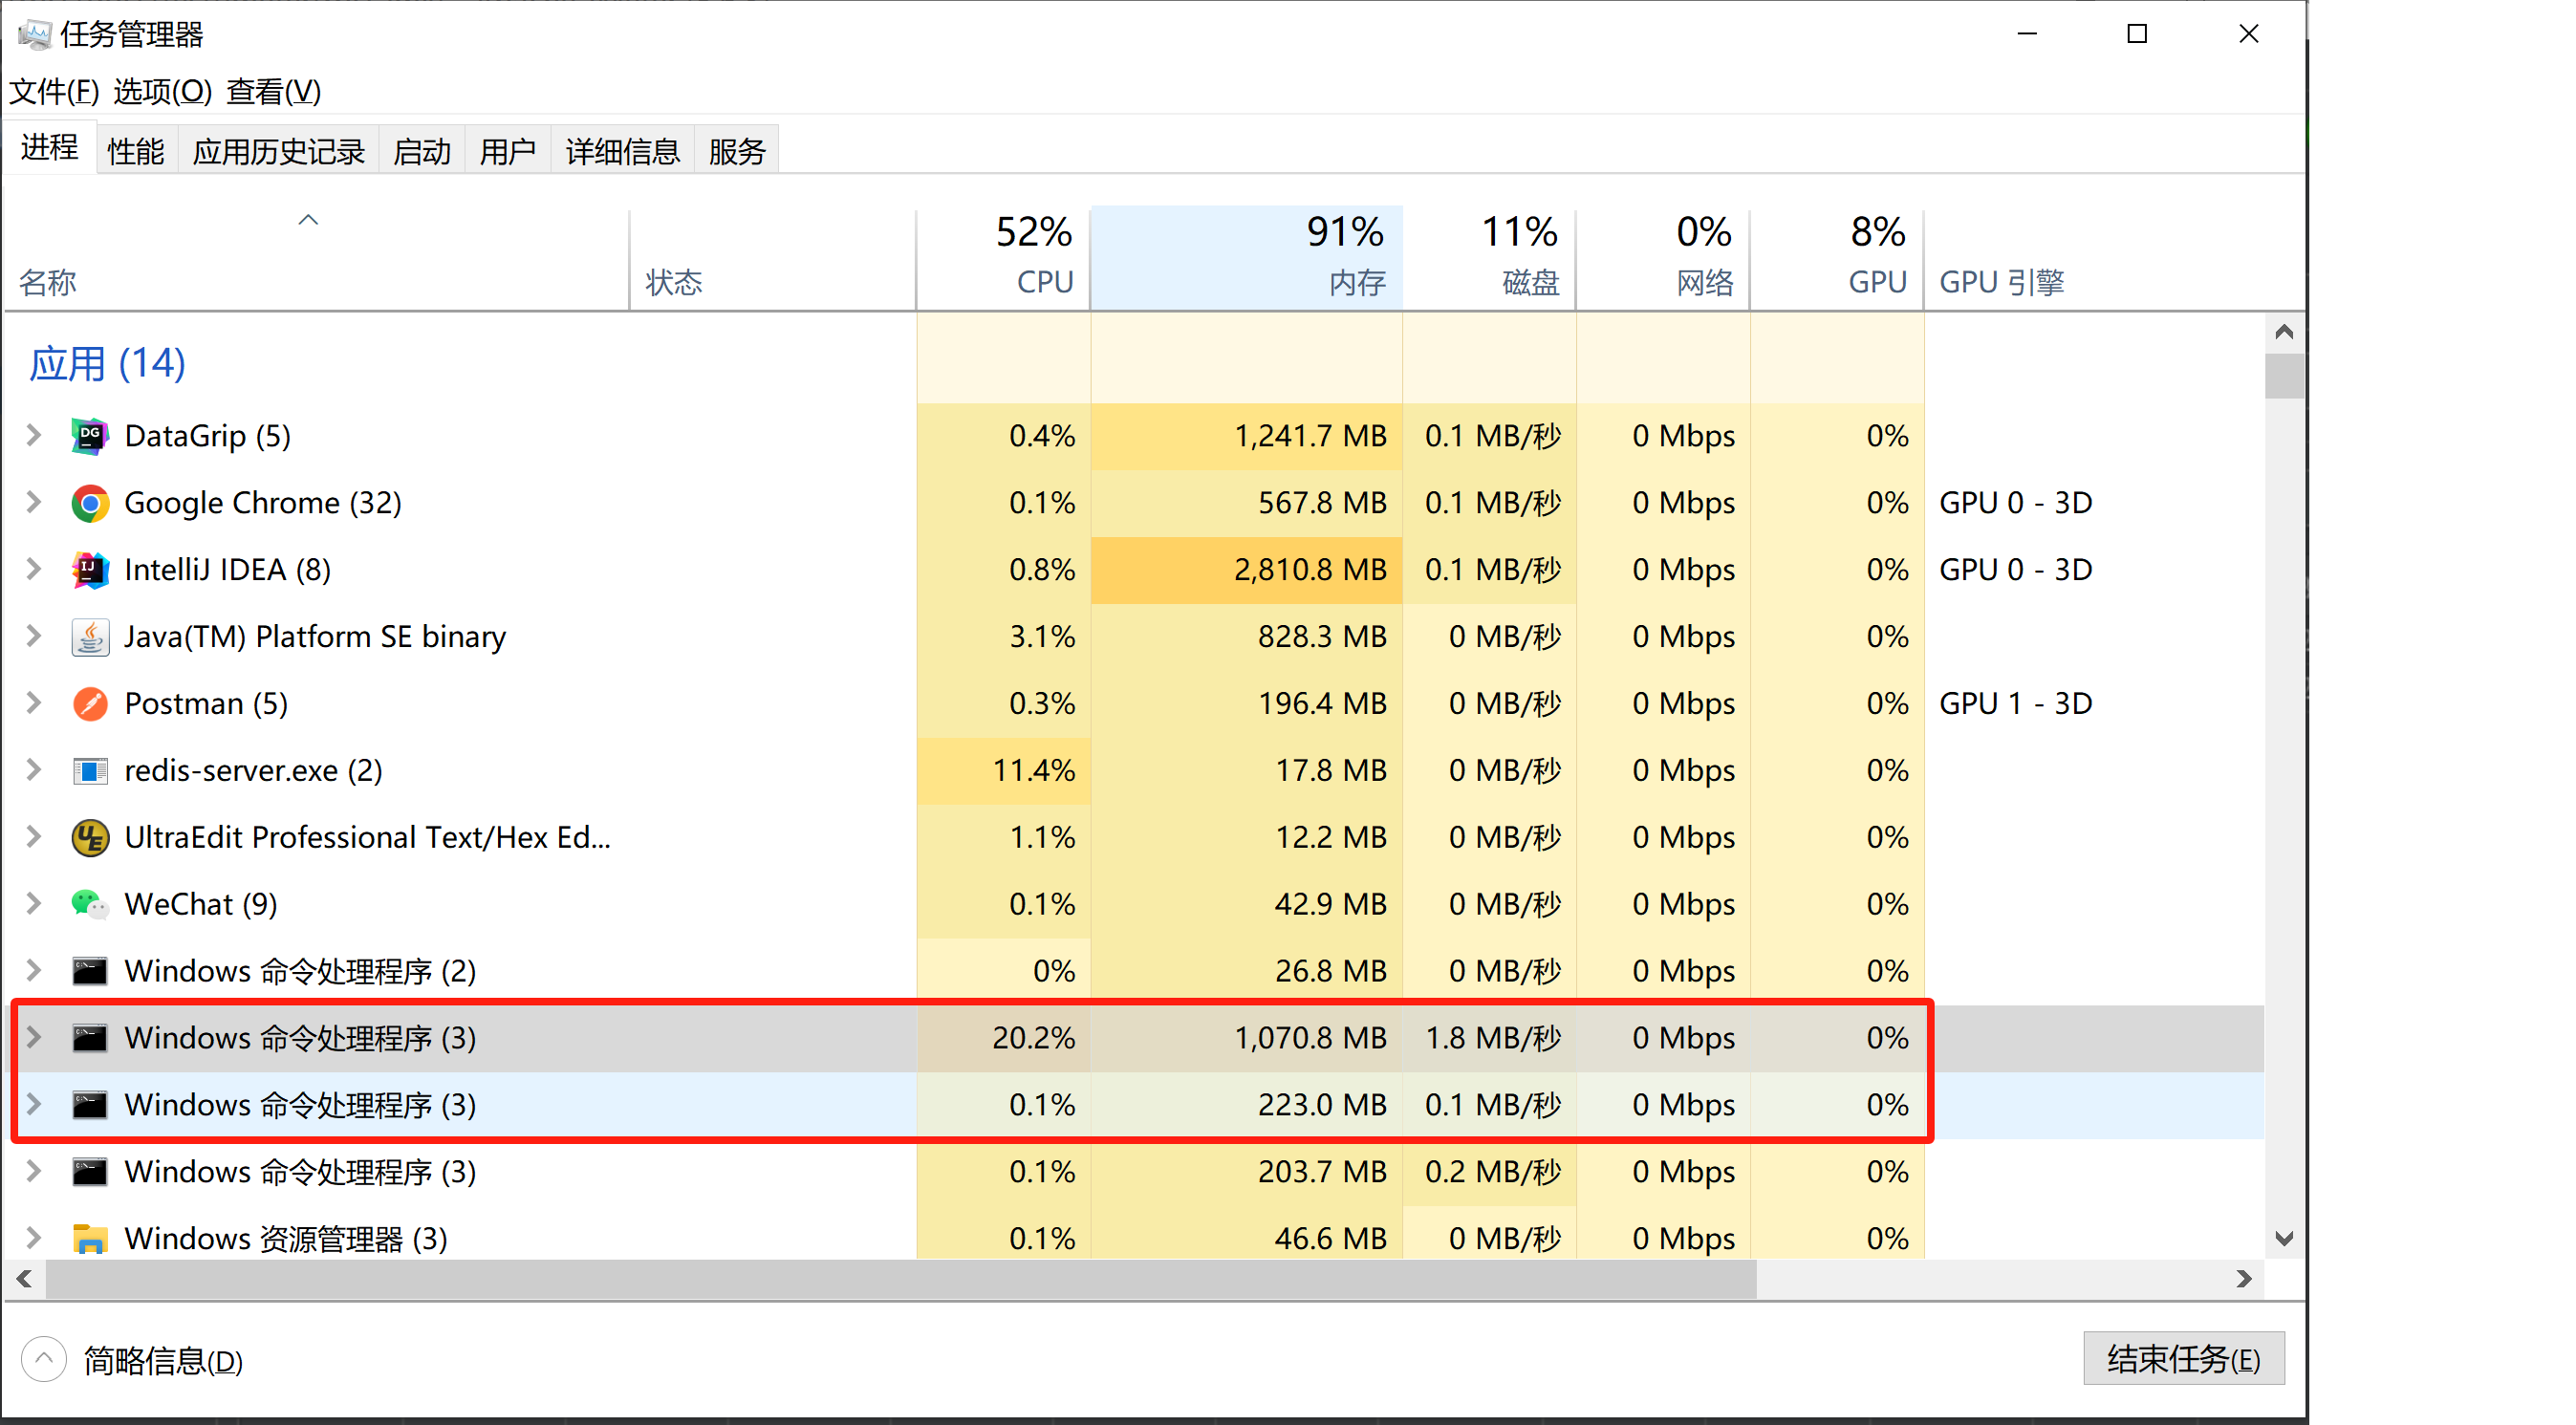 任务管理器
文件(F) 选项(O) 查看(V)
进程 性能 应用历史记录 启动 用户 详细信息 服务
52% 91% 11% 0% 8%
名称 状态 CPU 内存 磁盘 网络 GPU GPU 引擎
应用 (14)
DataGrip (5) 0.4% 1,241.7 MB 0.1 MB/秒 0 Mbps 0%
Google Chrome (32) 0.1% 567.8 MB 0.1 MB/秒 0 Mbps 0% GPU 0 - 3D
IntelliJ IDEA (8) 0.8% 2,810.8 MB 0.1 MB/秒 0 Mbps 0% GPU 0 - 3D
Java(TM) Platform SE binary 3.1% 828.3 MB 0 MB/秒 0 Mbps 0%
Postman (5) 0.3% 196.4 MB 0 MB/秒 0 Mbps 0% GPU 1 - 3D
redis-server.exe (2) 11.4% 17.8 MB 0 MB/秒 0 Mbps 0%
UltraEdit Professional Text/Hex Ed... 1.1% 12.2 MB 0 MB/秒 0 Mbps 0%
WeChat (9) 0.1% 42.9 MB 0 MB/秒 0 Mbps 0%
Windows 命令处理程序 (2) 0% 26.8 MB 0 MB/秒 0 Mbps 0%
Windows 命令处理程序 (3) 20.2% 1,070.8 MB 1.8 MB/秒 0 Mbps 0%
Windows 命令处理程序 (3) 0.1% 223.0 MB 0.1 MB/秒 0 Mbps 0%
Windows 命令处理程序 (3) 0.1% 203.7 MB 0.2 MB/秒 0 Mbps 0%
Windows 资源管理器 (3) 0.1% 46.6 MB 0 MB/秒 0 Mbps 0%
简略信息(D) 结束任务(E)